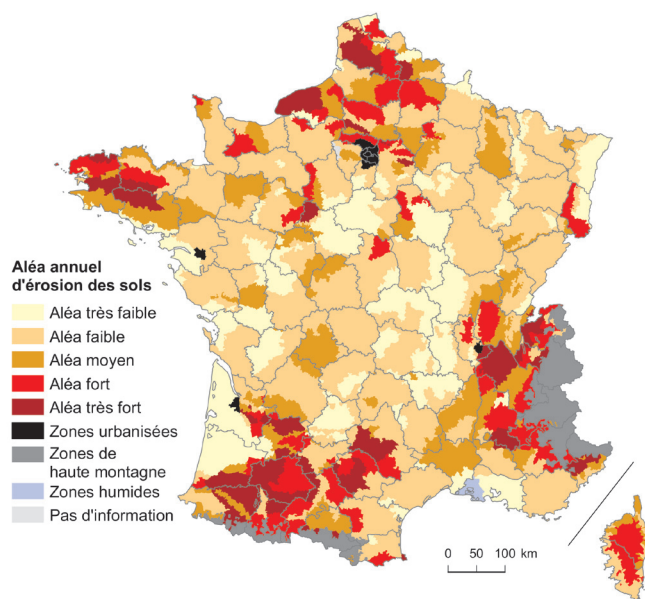 Aléa annuel
d'érosion des sols
Aléa très faible
Aléa faible
Aléa moyen
Aléa fort
Aléa très fort
Zones urbanisées
Zones de
haute montagne
Zones humides
Pas d'information
0 50 100 km